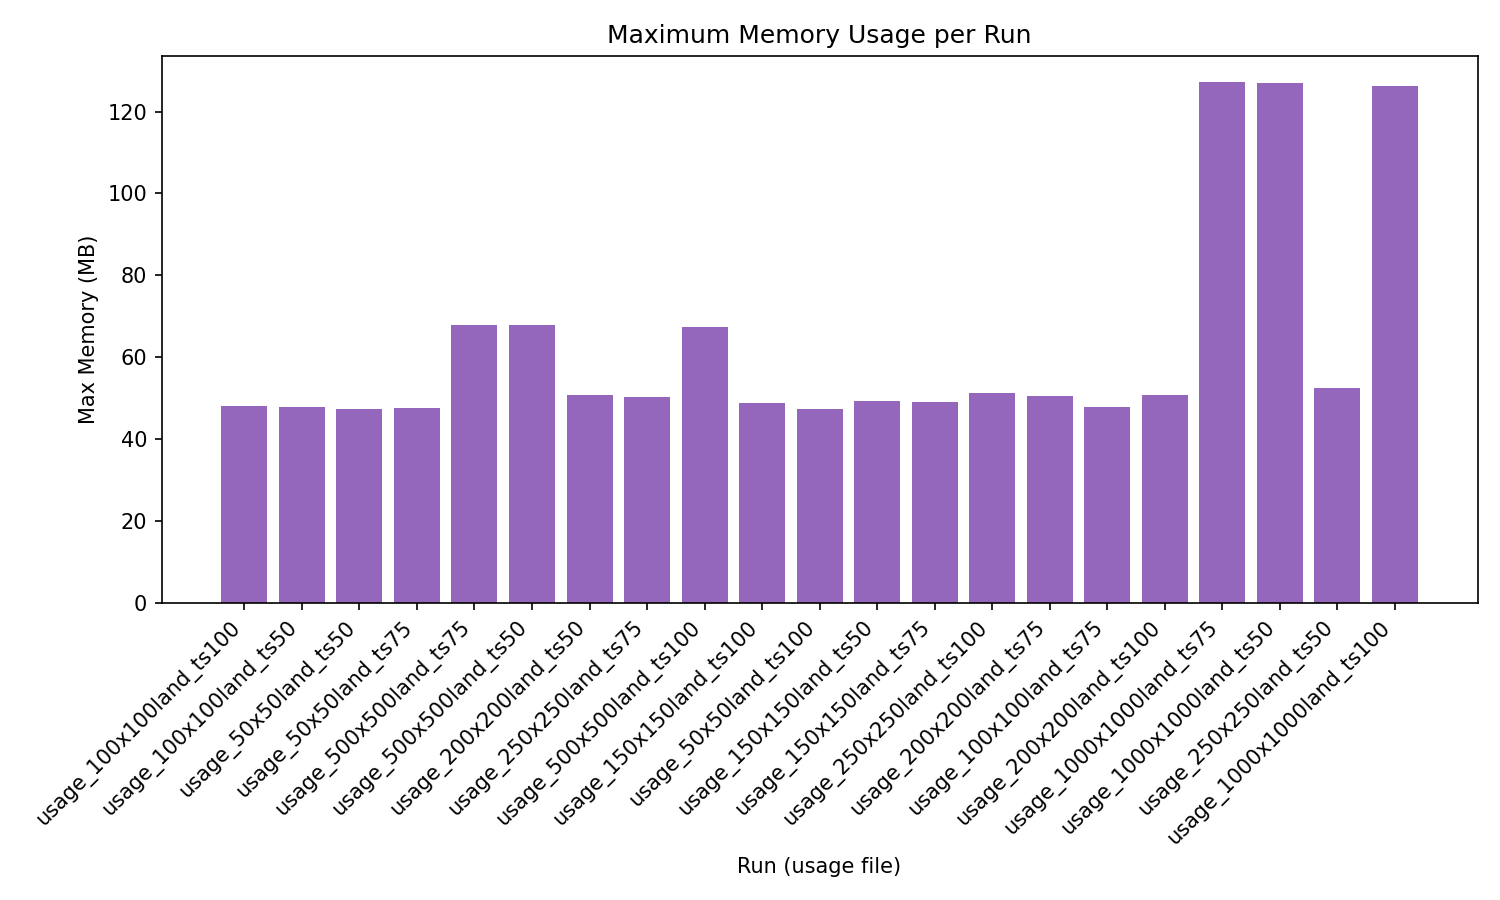 Maximum Memory Usage per Run
Max Memory (MB)
120
100
80
60
40
20
0
usage_100x100land_ts100
usage_100x100land_ts50
usage_50x50land_ts50
usage_50x50land_ts75
usage_500x500land_ts75
usage_500x500land_ts50
usage_200x200land_ts50
usage_250x250land_ts75
usage_500x500land_ts100
usage_150x150land_ts100
usage_50x50land_ts100
usage_150x150land_ts50
usage_150x150land_ts75
usage_250x250land_ts100
usage_200x200land_ts75
usage_100x100land_ts75
usage_200x200land_ts100
usage_1000x1000land_ts75
usage_1000x1000land_ts50
usage_250x250land_ts50
usage_1000x1000land_ts100
Run (usage file)